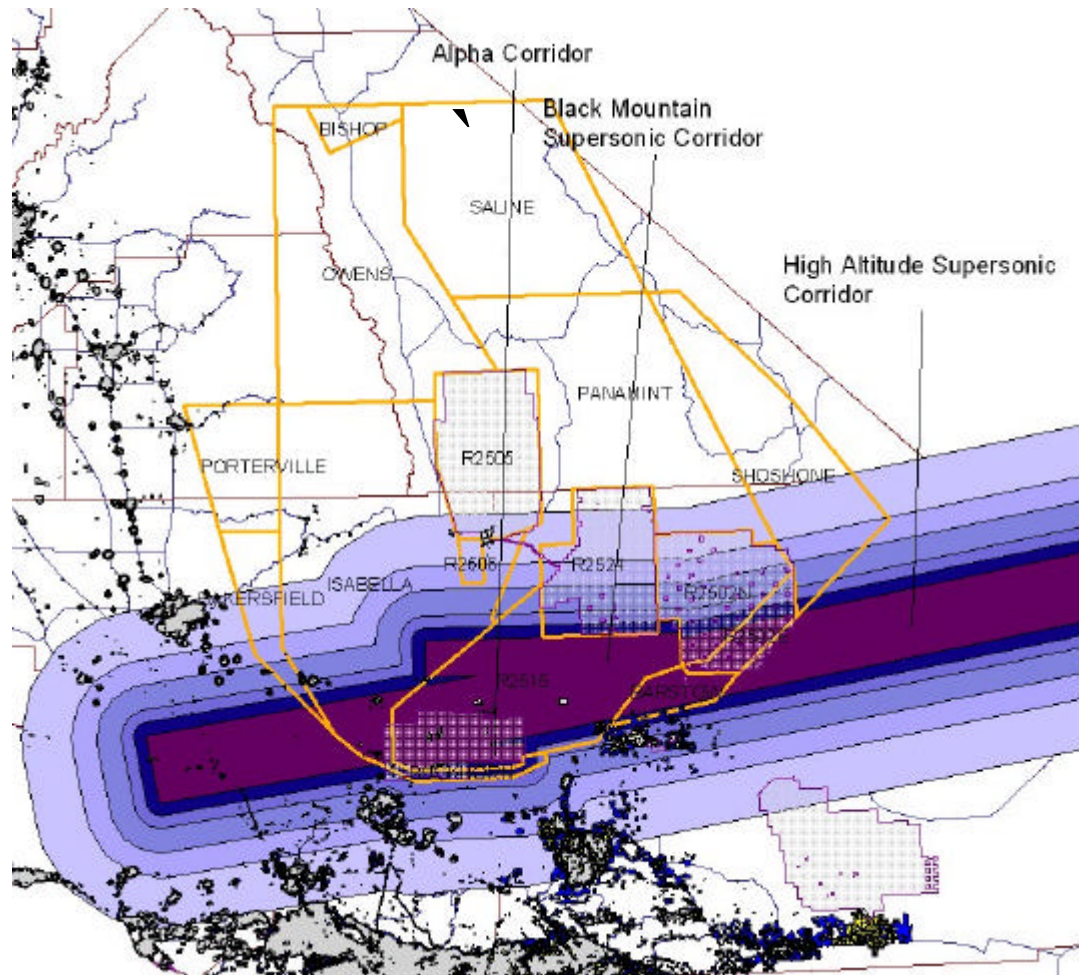 Alpha Corridor
Black Mountain
Supersonic Corridor
BISHOP
SALINE
High Altitude Supersonic
Corridor
OWENS
PANAMINT
R2505
PORTERVILLE
SHOSHONE
R2506
R2524
ISABELLA
BAKERSFIELD
R2515
BARSTOW